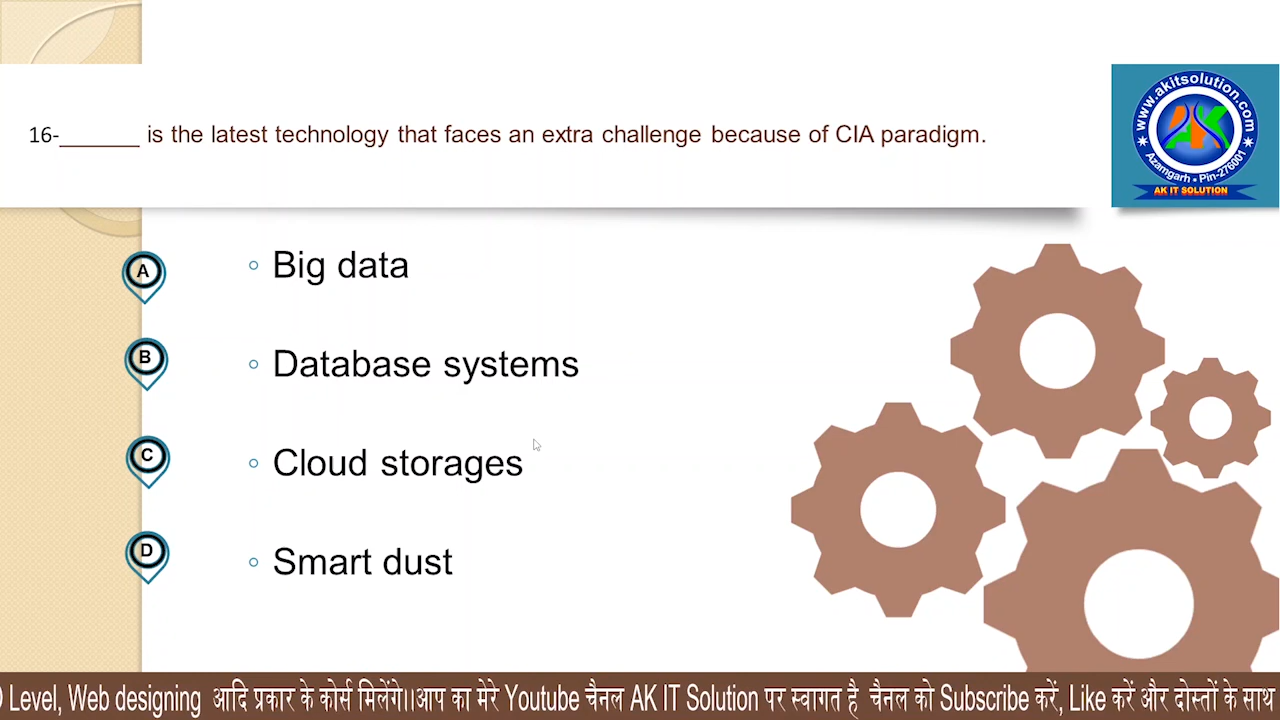 16-______ is the latest technology that faces an extra challenge because of CIA paradigm.
www.akitsolution.com
AK
Azamgarh • Pin-276001
AK IT SOLUTION
A
Big data
B
Database systems
C
Cloud storages
D
Smart dust
Level, Web designing आदि प्रकार के कोर्स मिलेंगे।।आप का मेरे Youtube चैनल AK IT Solution पर स्वागत है चैनल को Subscribe करें, Like करें और दोस्तों के साथ